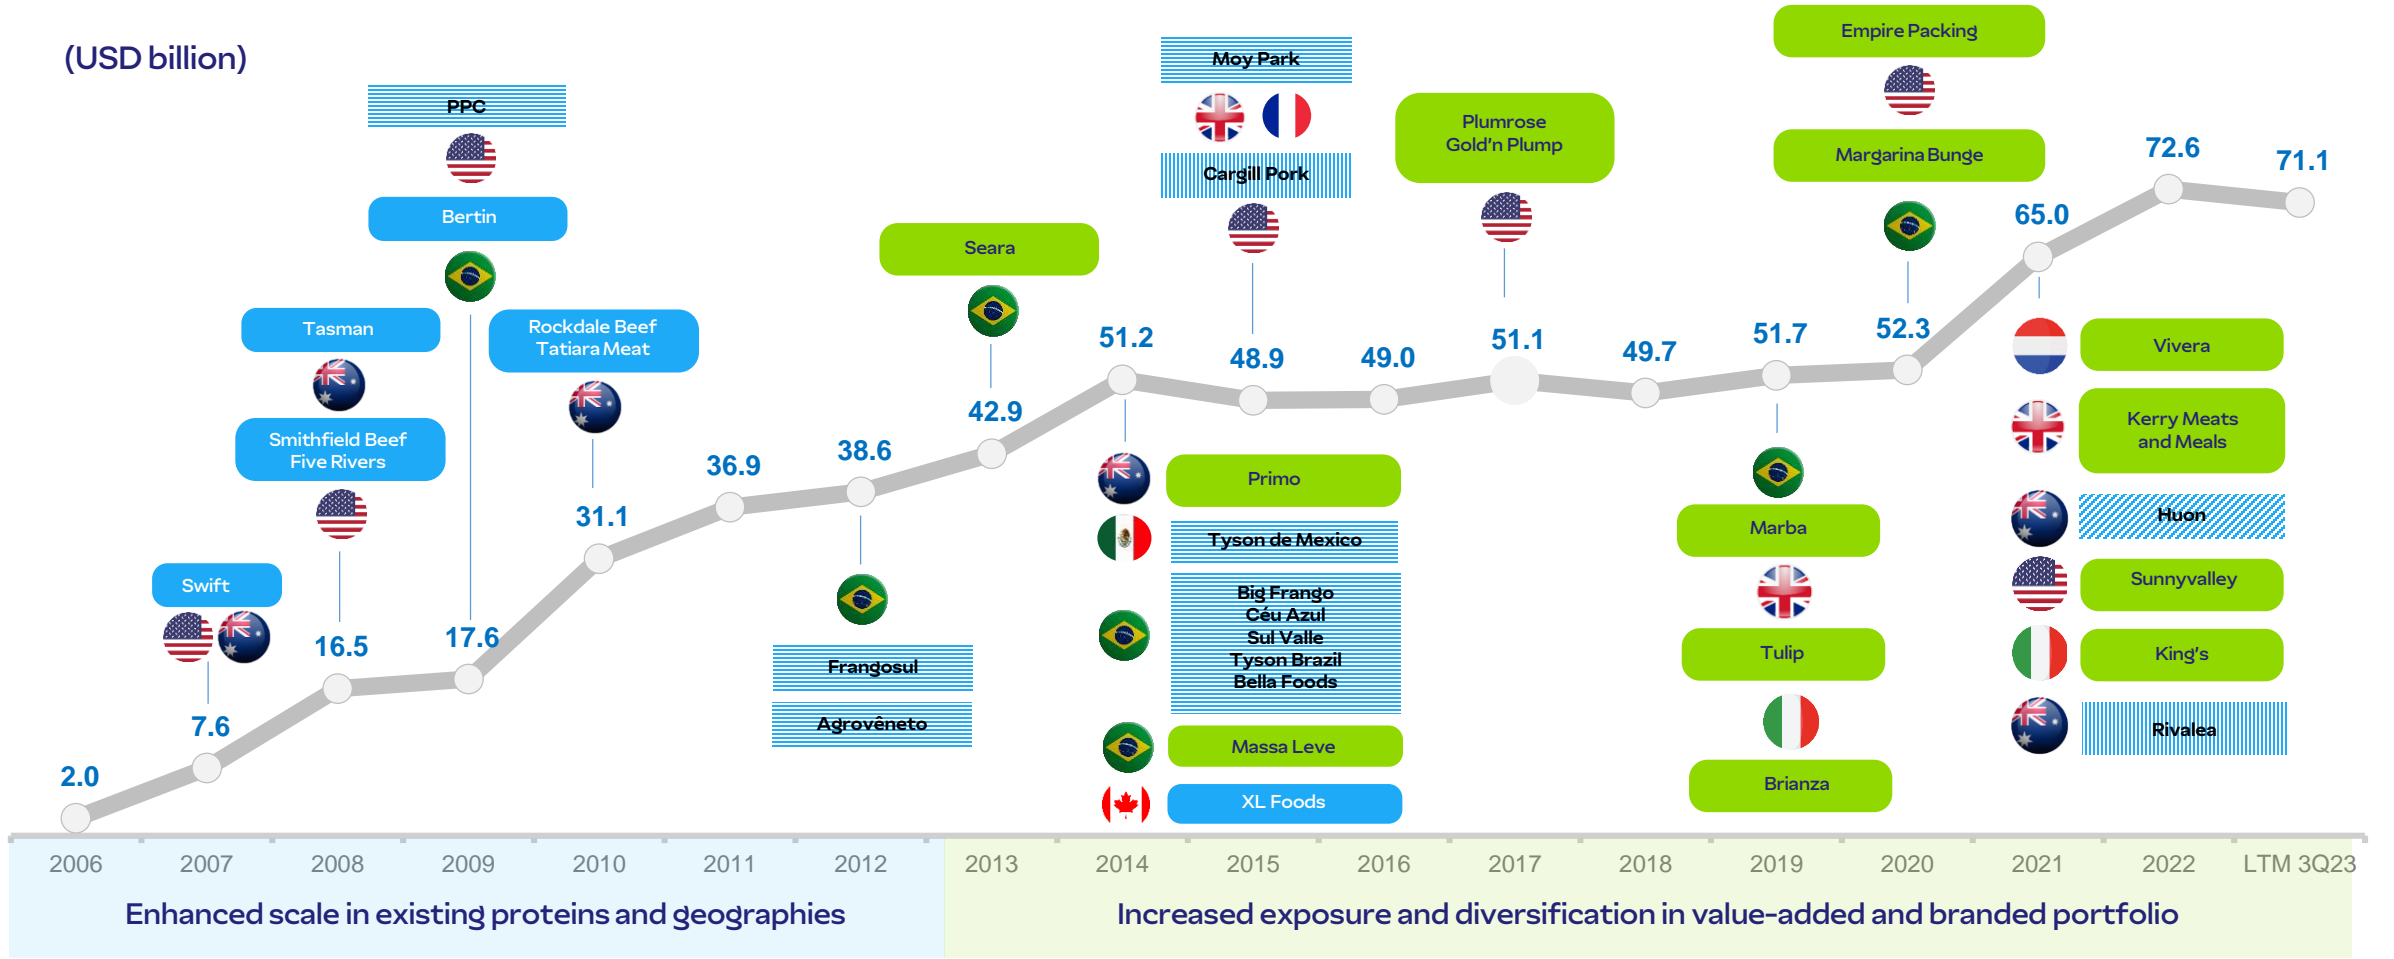 (USD billion)
PPC
Bertin
Tasman
Smithfield Beef
Five Rivers
Swift
Rockdale Beef
Tatiara Meat
Seara
Moy Park
Cargill Pork
Plumrose
Gold'n Plump
Empire Packing
Margarina Bunge
2.0
7.6
16.5
17.6
31.1
36.9
38.6
42.9
51.2
48.9
49.0
51.1
49.7
51.7
52.3
65.0
72.6
71.1
Frangosul
Agrovêneto
Primo
Tyson de Mexico
Big Frango
Céu Azul
Sul Valle
Tyson Brazil
Bella Foods
Massa Leve
XL Foods
Marba
Tulip
Brianza
Vivera
Kerry Meats
and Meals
Huon
Sunnyvalley
King's
Rivalea
2006 2007 2008 2009 2010 2011 2012 2013 2014 2015 2016 2017 2018 2019 2020 2021 2022 LTM 3Q23
Enhanced scale in existing proteins and geographies
Increased exposure and diversification in value-added and branded portfolio